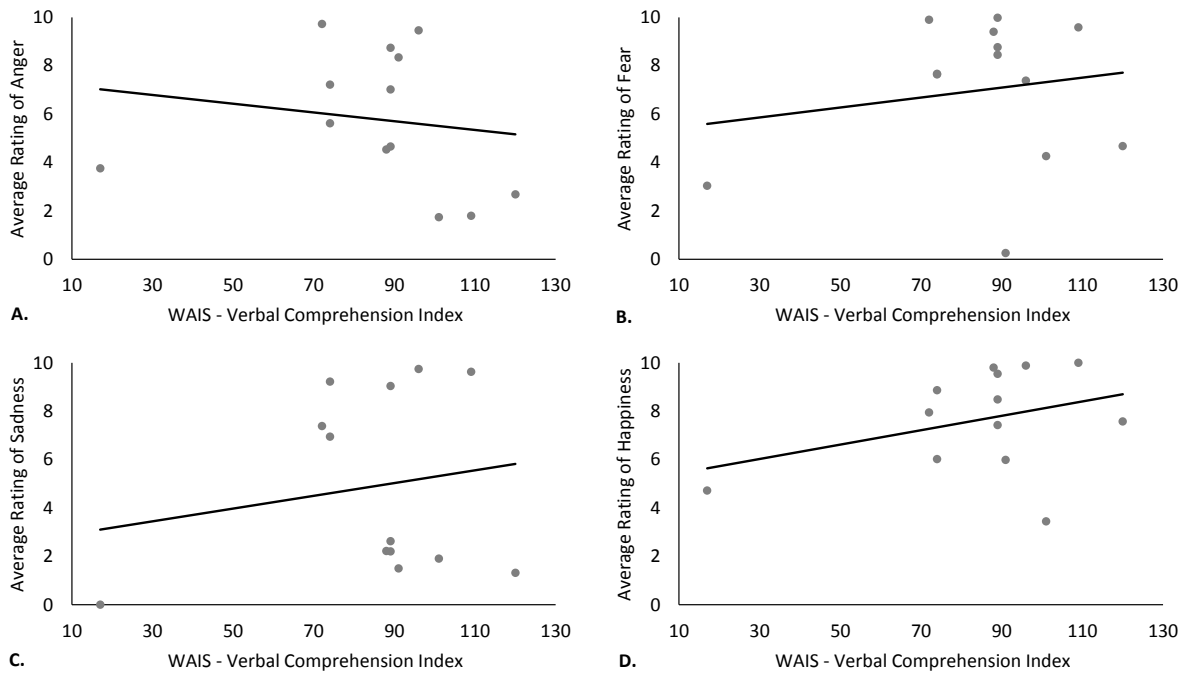 10
8
6
4
2
0
Average Rating of Anger
10 30 50 70 90 110 130
WAIS - Verbal Comprehension Index
A.
10
8
6
4
2
0
Average Rating of Fear
10 30 50 70 90 110 130
WAIS - Verbal Comprehension Index
B.
10
8
6
4
2
0
Average Rating of Sadness
10 30 50 70 90 110 130
WAIS - Verbal Comprehension Index
C.
10
8
6
4
2
0
Average Rating of Happiness
10 30 50 70 90 110 130
WAIS - Verbal Comprehension Index
D.